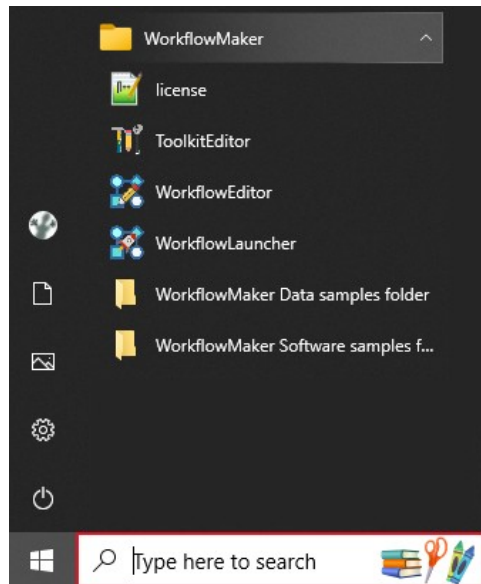 WorkflowMaker
license
ToolkitEditor
WorkflowEditor
WorkflowLauncher
WorkflowMaker Data samples folder
WorkflowMaker Software samples f...
Type here to search